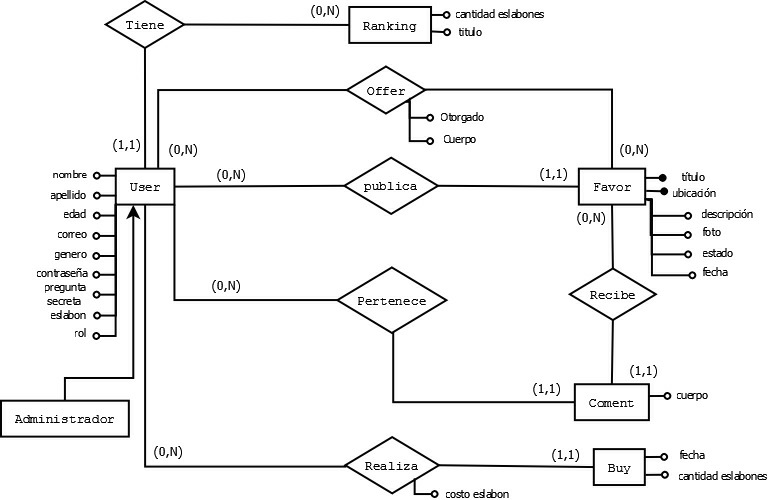 Tiene
(0,N)
Ranking
cantidad eslabones
titulo
Offer
Otorgado
Cuerpo
(1,1)
(0,N)
(0,N)
nombre
apellido
edad
correo
genero
contraseña
pregunta
secreta
eslabon
rol
User
(0,N)
publica
(1,1)
Favor
título
ubicación
descripción
foto
estado
fecha
(0,N)
(0,N)
Pertenece
Recibe
(1,1)
(1,1)
Coment
cuerpo
Administrador
(0,N)
Realiza
costo eslabon
(1,1)
Buy
fecha
cantidad eslabones